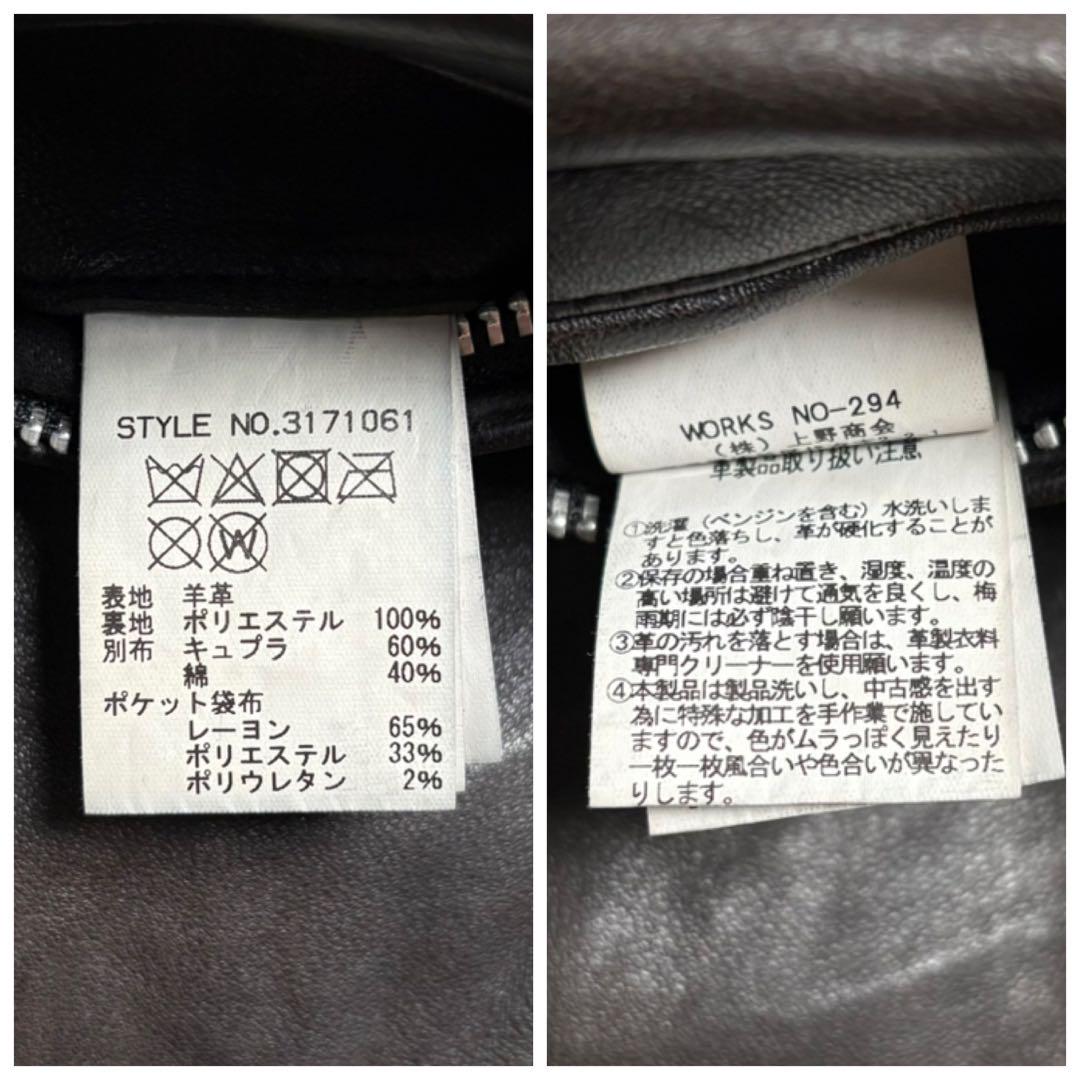 STYLE NO.3171061
W
表地 羊革
裏地 ポリエステル 100%
別布 キュプラ 60%
綿 40%
ポケット袋布
レーヨン 65%
ポリエステル 33%
ポリウレタン 2%
WORKS NO-294
(株) 上野商会
革製品取り扱い注意
①洗濯(ベンジンを含む)水洗いしま
すと色落ちし、革が硬化することが
あります。
②保存の場合重ね置き、湿度、温度の
高い場所は避けて通気を良くし、梅
雨期には必ず陰干し願います。
③革の汚れを落とす場合は、革製衣料
専門クリーナーを使用願います。
④本製品は製品洗いし、中古感を出す
為に特殊な加工を手作業で施してい
ますので、色がムラっぽく見えたり
一枚一枚風合いや色合いが異なった
りします。